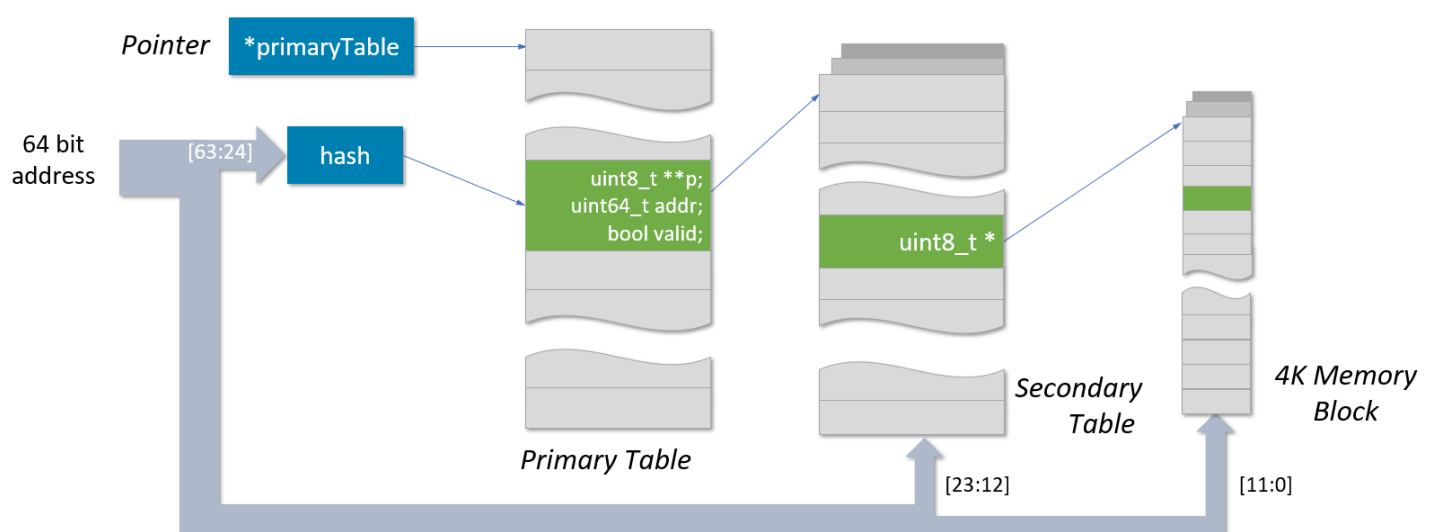 Pointer
*primaryTable
64 bit
address
[63:24]
hash
uint8_t **p;
uint64_t addr;
bool valid;
uint8_t *
Primary Table
Secondary
Table
4K Memory
Block
[23:12]
[11:0]